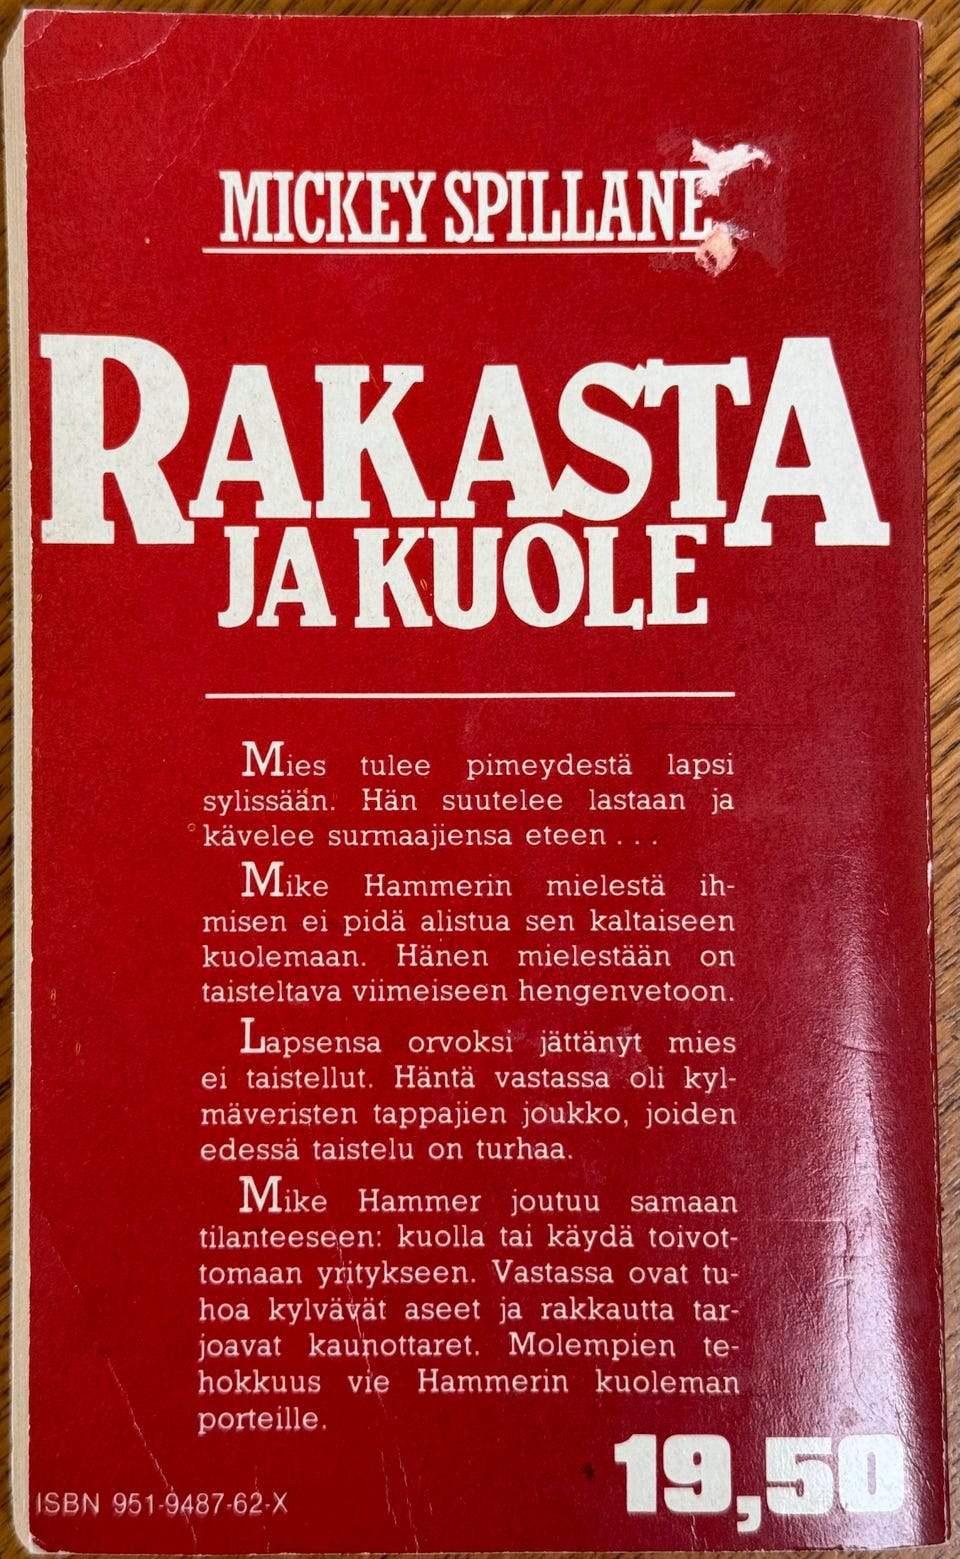 MICKEY SPILLANE
RAKASTA
JA KUOLE
Mies tulee pimeydestä lapsi
sylissään. Hän suutelee lastaan ja
kävelee surmaajiensa eteen . . .
Mike Hammerin mielestä ih-
misen ei pidä alistua sen kaltaiseen
kuolemaan. Hänen mielestään on
taisteltava viimeiseen hengenvetoon.
Lapsensa orvoksi jättänyt mies
ei taistellut. Häntä vastassa oli kyl-
mäveristen tappajien joukko, joiden
edessä taistelu on turhaa.
Mike Hammer joutuu samaan
tilanteeseen: kuolla tai käydä toivot-
tomaan yritykseen. Vastassa ovat tu-
hoa kylvävät aseet ja rakkautta tar-
joavat kaunottaret. Molempien te-
hokkuus vie Hammerin kuoleman
porteille.
19,50
ISBN 951-9487-62-X